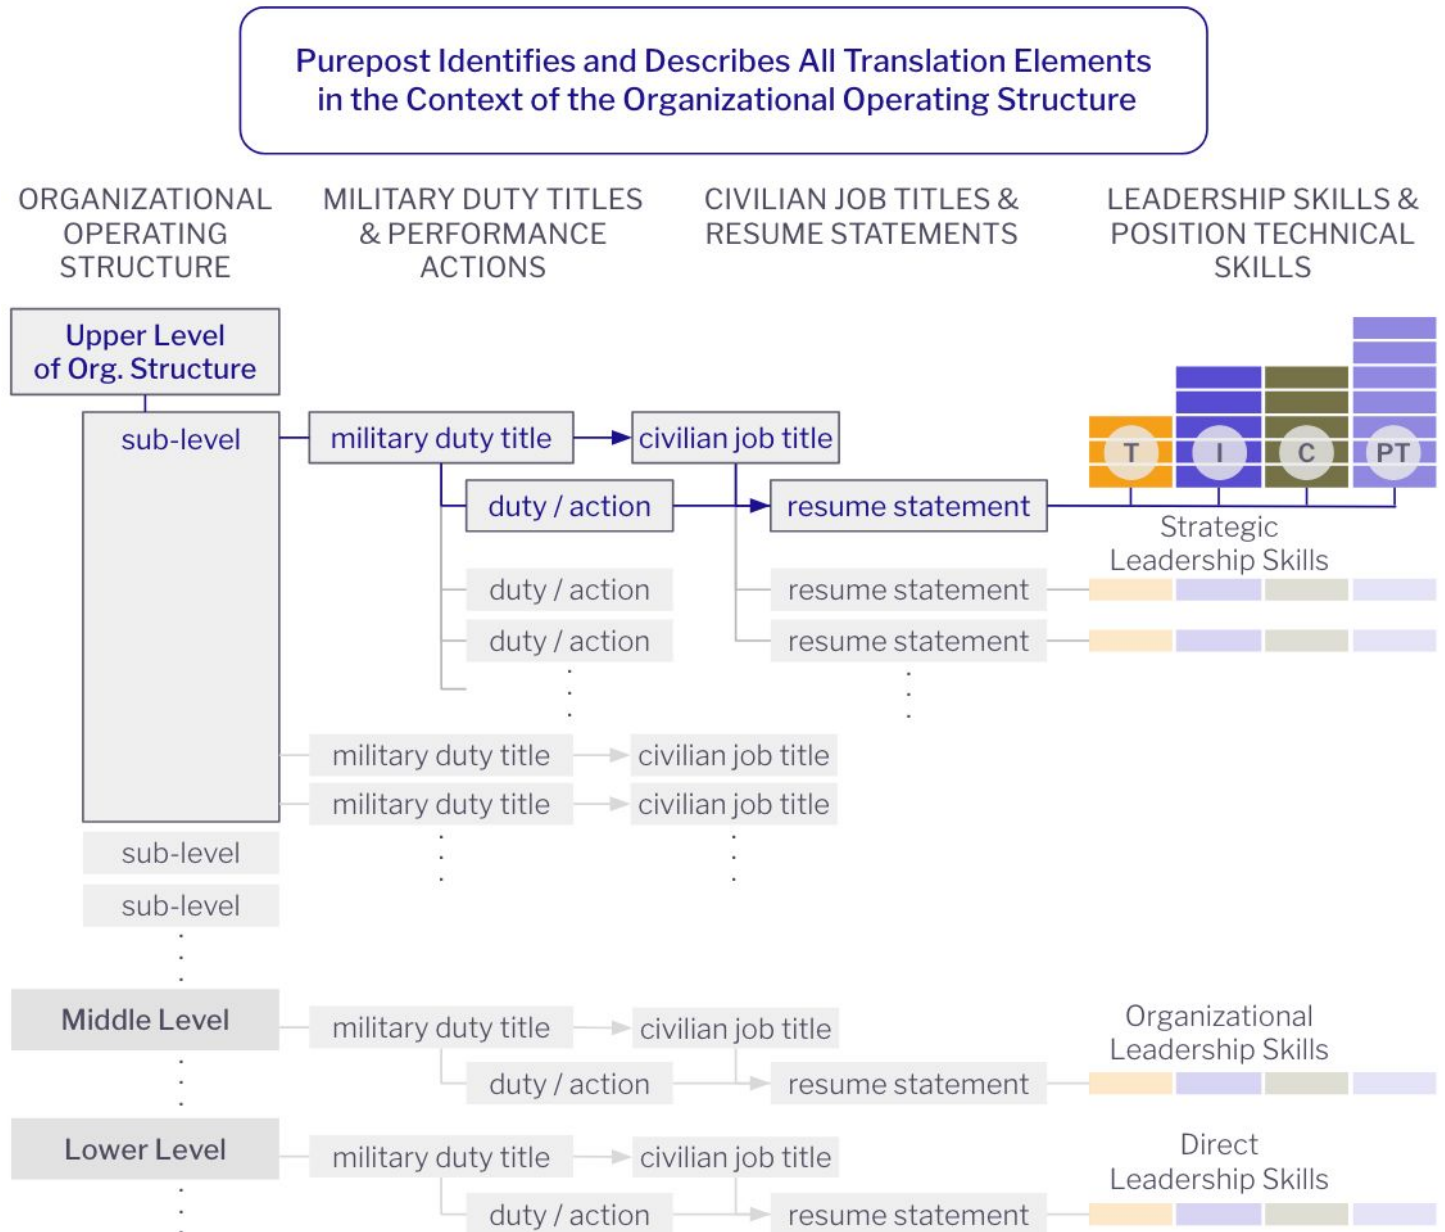 Purepost Identifies and Describes All Translation Elements
in the Context of the Organizational Operating Structure
ORGANIZATIONAL
OPERATING
STRUCTURE
MILITARY DUTY TITLES
& PERFORMANCE
ACTIONS
CIVILIAN JOB TITLES &
RESUME STATEMENTS
LEADERSHIP SKILLS &
POSITION TECHNICAL
SKILLS
Upper Level
of Org. Structure
sub-level
military duty title
civilian job title
T
I
C
PT
duty / action
resume statement
Strategic
Leadership Skills
duty / action
resume statement
duty / action
resume statement
military duty title
civilian job title
military duty title
civilian job title
sub-level
sub-level
Middle Level
military duty title
civilian job title
Organizational
Leadership Skills
duty / action
resume statement
Lower Level
military duty title
civilian job title
Direct
Leadership Skills
duty / action
resume statement